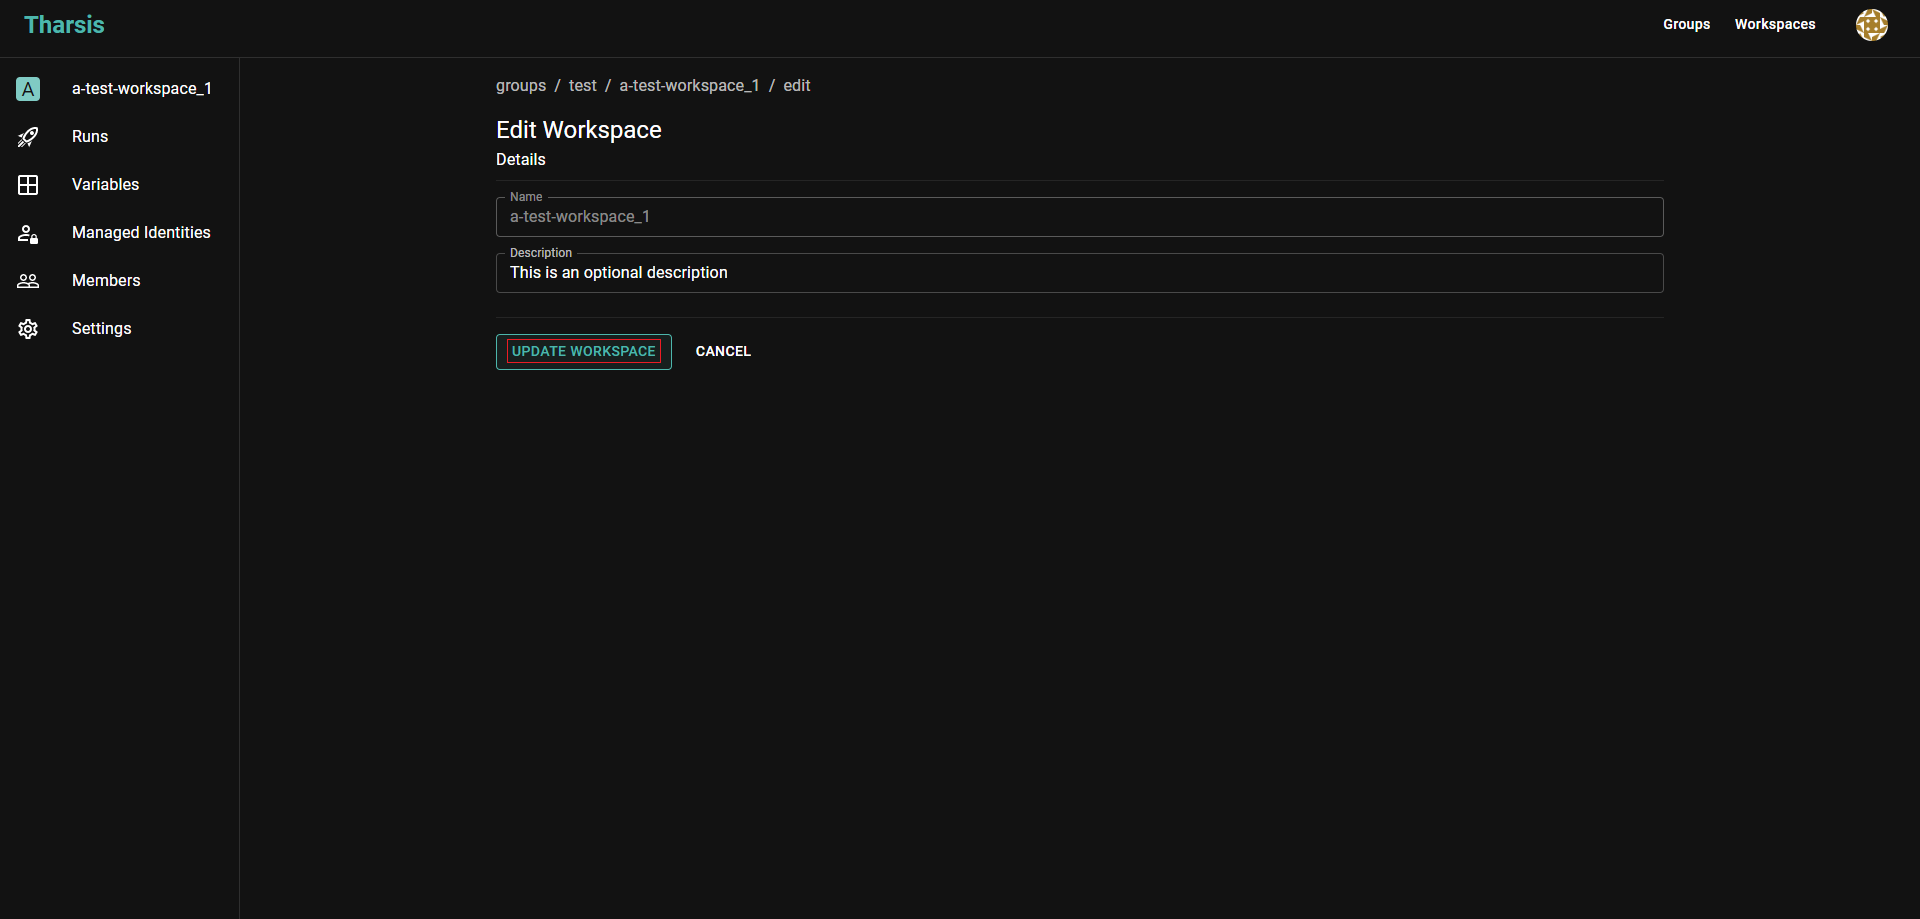 Tharsis
Groups
Workspaces
A
a-test-workspace_1
Runs
Variables
Managed Identities
Members
Settings
groups / test / a-test-workspace_1 / edit
Edit Workspace
Details
Name
a-test-workspace_1
Description
This is an optional description
UPDATE WORKSPACE
CANCEL